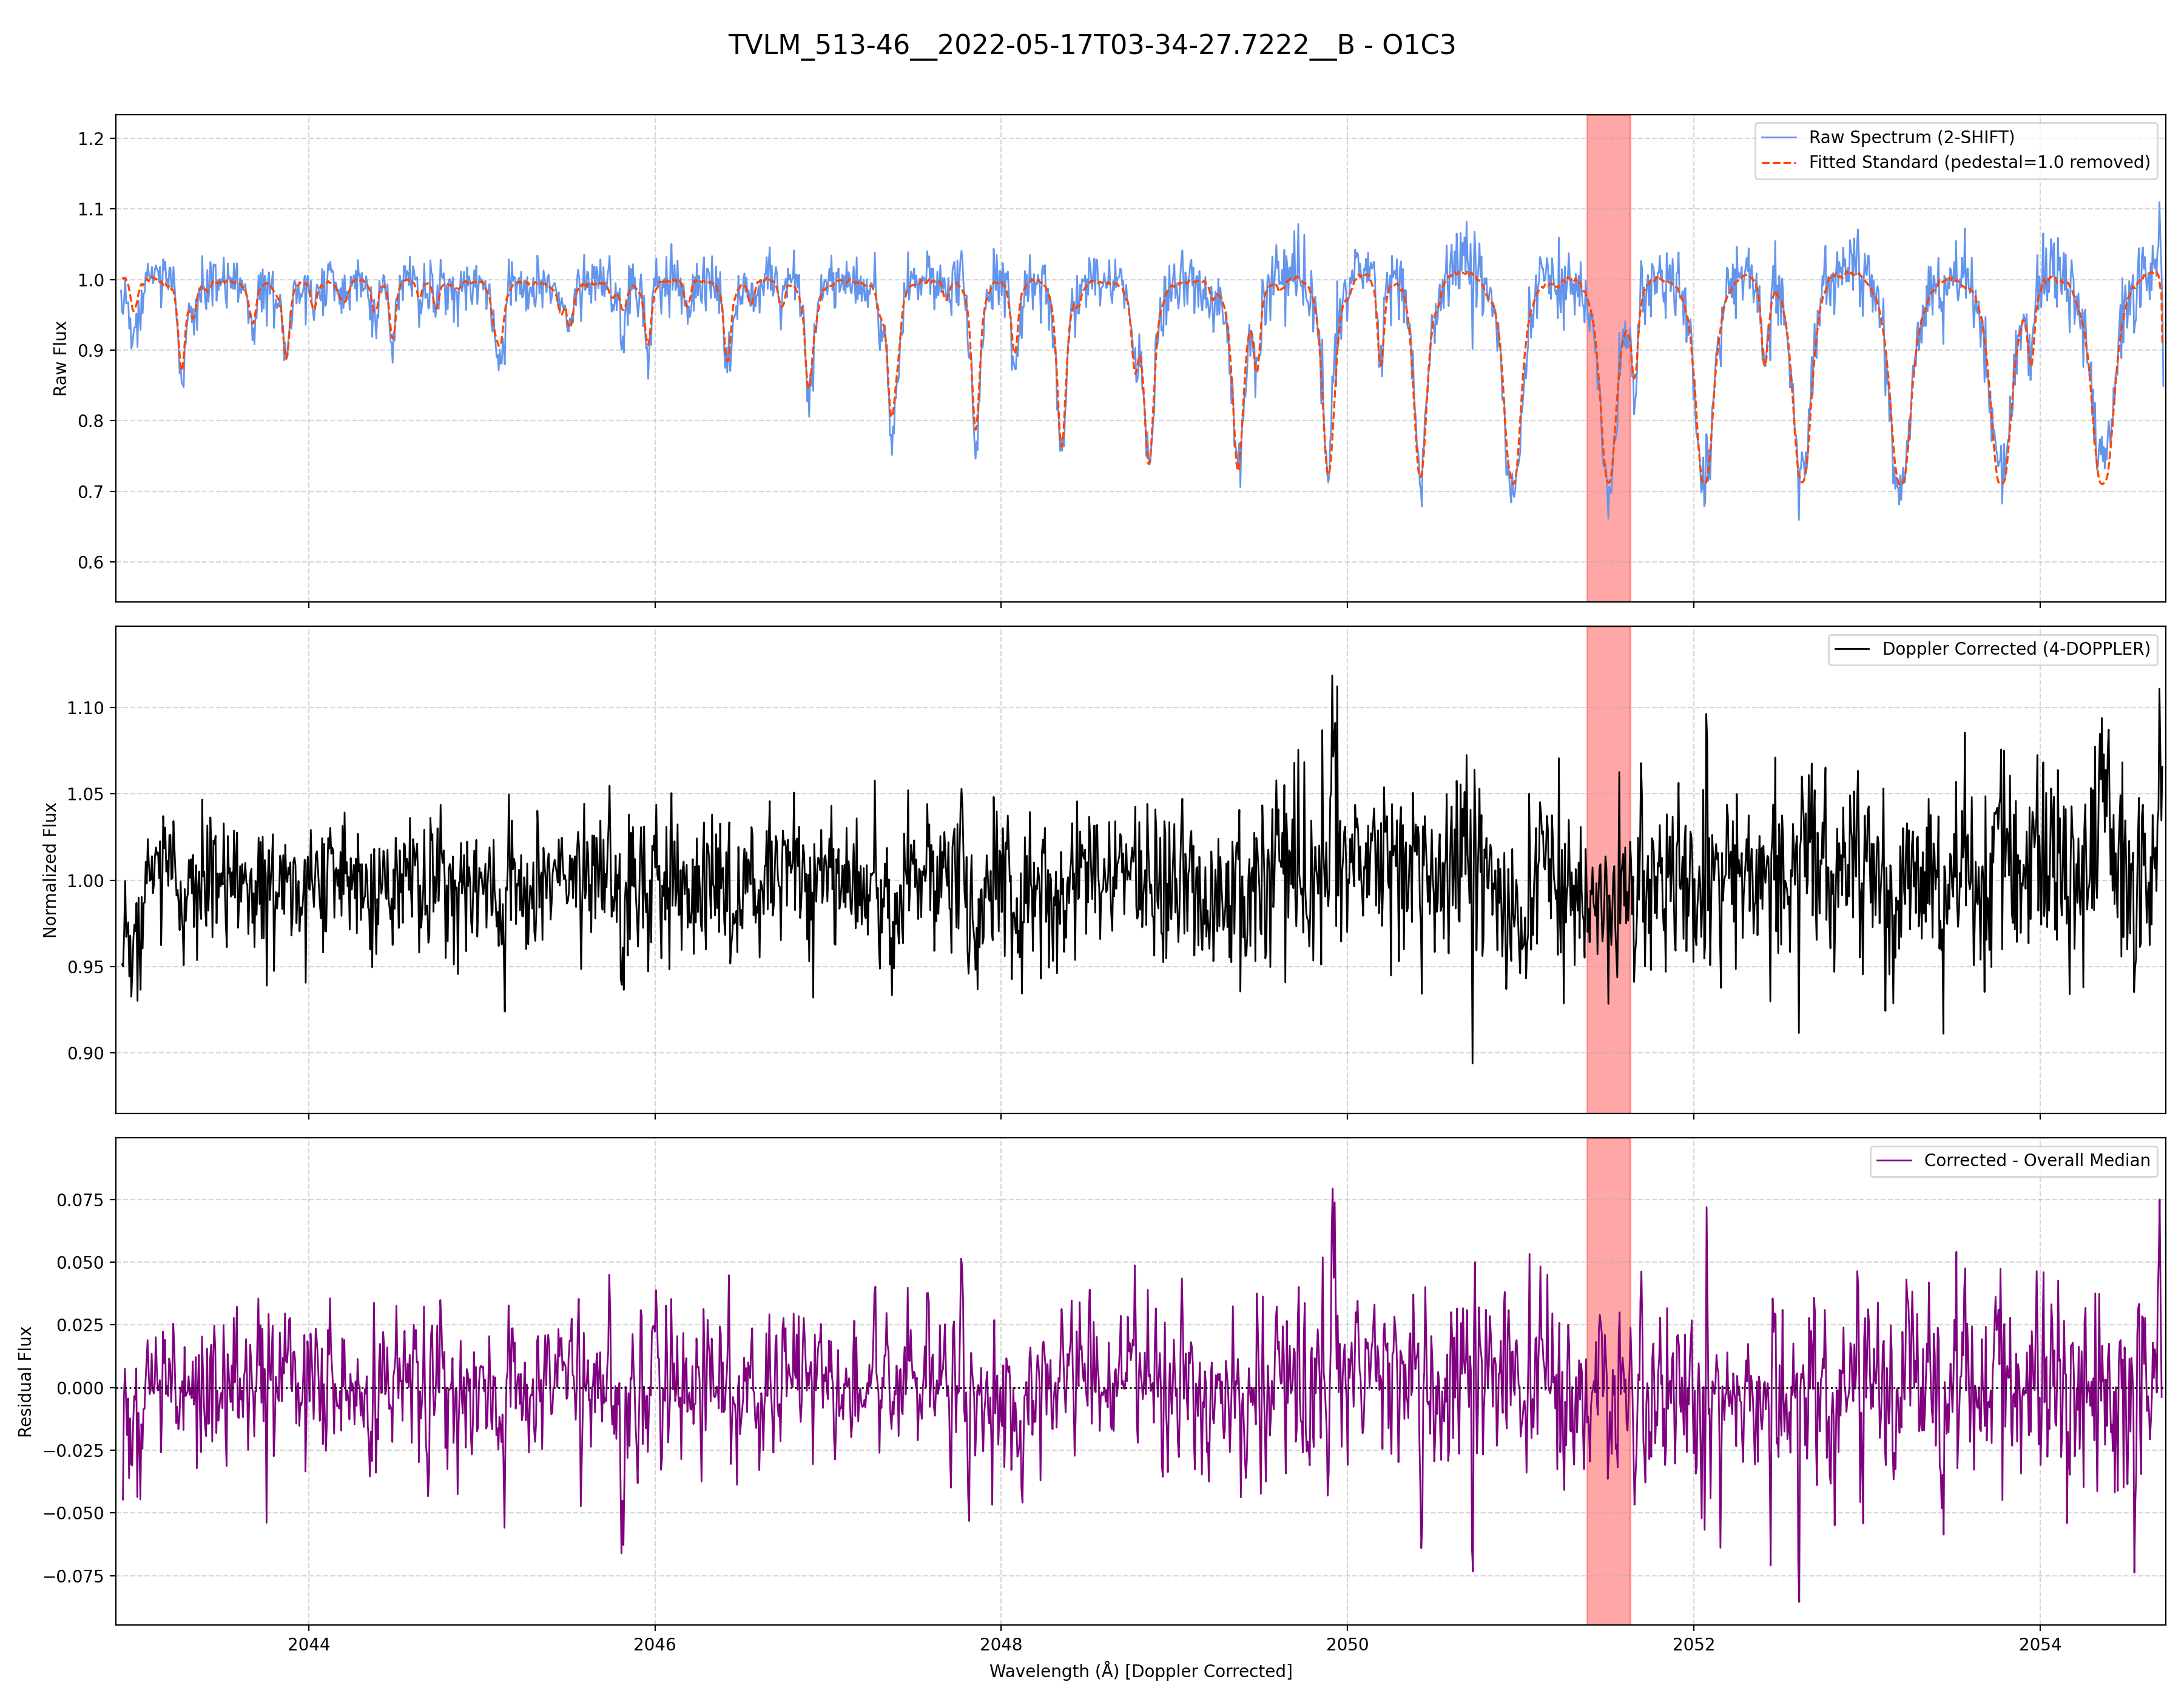 TVLM_513-46__2022-05-17T03-34-27.7222__B - O1C3
Raw Flux
1.2
1.1
1.0
0.9
0.8
0.7
0.6
Raw Spectrum (2-SHIFT)
Fitted Standard (pedestal=1.0 removed)
Normalized Flux
1.10
1.05
1.00
0.95
0.90
Doppler Corrected (4-DOPPLER)
Residual Flux
0.075
0.050
0.025
0.000
−0.025
−0.050
−0.075
Corrected - Overall Median
2044 2046 2048 2050 2052 2054
Wavelength (Å) [Doppler Corrected]